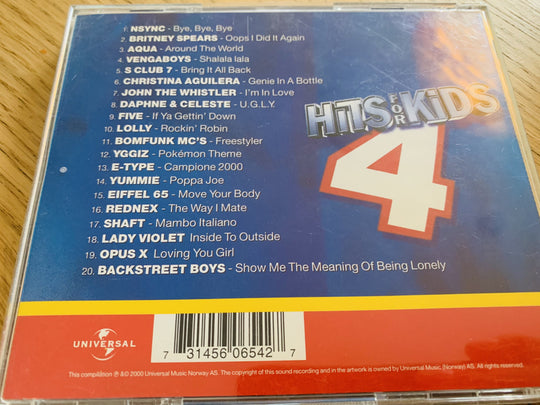 1. NSYNC - Bye, Bye, Bye
2. BRITNEY SPEARS - Oops I Did It Again
3. AQUA - Around The World
4. VENGABOYS - Shalala lala
5. S CLUB 7 - Bring It All Back
6. CHRISTINA AGUILERA - Genie In A Bottle
7. JOHN THE WHISTLER - I'm In Love
8. DAPHNE & CELESTE - U.G.L.Y.
9. FIVE - If Ya Gettin' Down
10. LOLLY - Rockin' Robin
11. BOMFUNK MC'S - Freestyler
12. YGGIZ - Pokémon Theme
13. E-TYPE - Campione 2000
14. YUMMIE - Poppa Joe
15. EIFFEL 65 - Move Your Body
16. REDNEX - The Way I Mate
17. SHAFT - Mambo Italiano
18. LADY VIOLET Inside To Outside
19. OPUS X Loving You Girl
20. BACKSTREET BOYS - Show Me The Meaning Of Being Lonely
HiTS FOR KiDS
4
UNIVERSAL
7 31456 06542 7
This compilation ℗ &© 2000 Universal Music Norway AS. The copyright of this sound recording and in the artwork is owned by Universal Music (Norway) AS. All rights reserved.